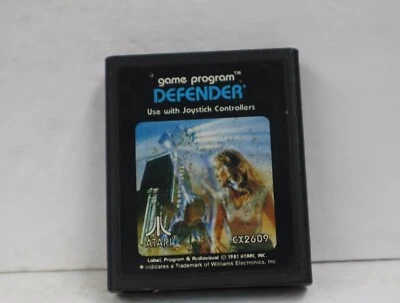 game program™
DEFENDER*
Use with Joystick Controllers
ATARI®
CX2609
Label, Program & Audiovisual © 1981 ATARI, INC.
* Indicates a Trademark of Williams Electronics, Inc.